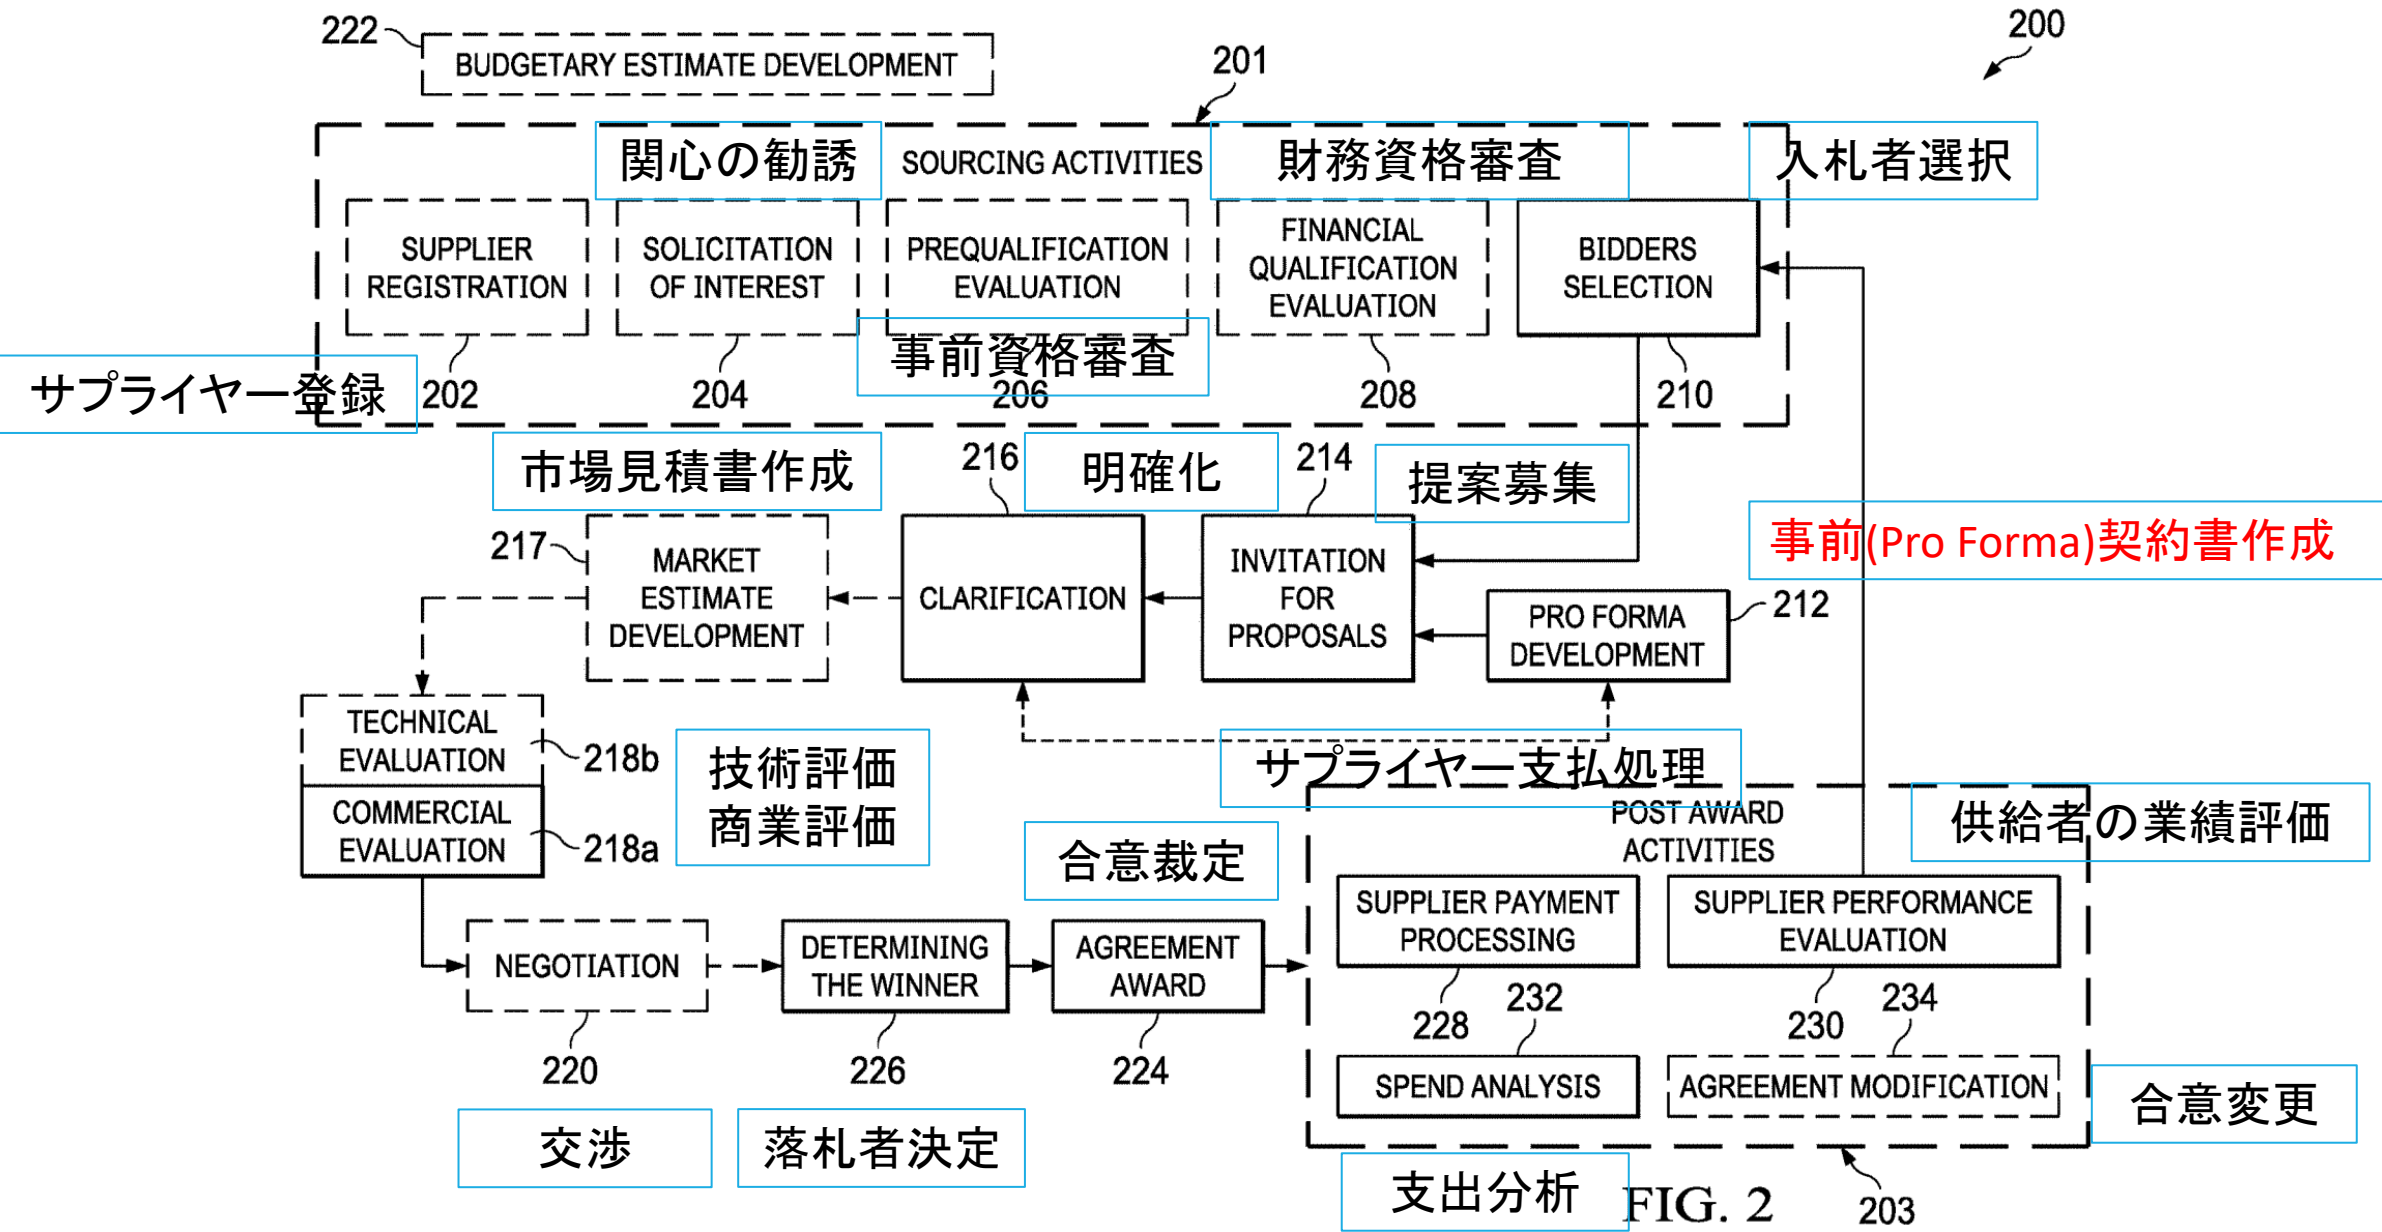 222
BUDGETARY ESTIMATE DEVELOPMENT
201
200
関心の勧誘
SOURCING ACTIVITIES
財務資格審査
入札者選択
SUPPLIER
REGISTRATION
SOLICITATION
OF INTEREST
PREQUALIFICATION
EVALUATION
FINANCIAL
QUALIFICATION
EVALUATION
BIDDERS
SELECTION
サプライヤー登録
202
204
事前資格審査
206
208
210
市場見積書作成
216
明確化
214
提案募集
事前(Pro Forma)契約書作成
217
MARKET
ESTIMATE
DEVELOPMENT
CLARIFICATION
INVITATION
FOR
PROPOSALS
PRO FORMA
DEVELOPMENT
212
TECHNICAL
EVALUATION
218b
COMMERCIAL
EVALUATION
218a
技術評価
商業評価
サプライヤー支払処理
POST AWARD
ACTIVITIES
供給者の業績評価
合意裁定
SUPPLIER PAYMENT
PROCESSING
SUPPLIER PERFORMANCE
EVALUATION
NEGOTIATION
DETERMINING
THE WINNER
AGREEMENT
AWARD
228
232
230
234
220
226
224
SPEND ANALYSIS
AGREEMENT MODIFICATION
合意変更
交渉
落札者決定
支出分析
FIG. 2
203